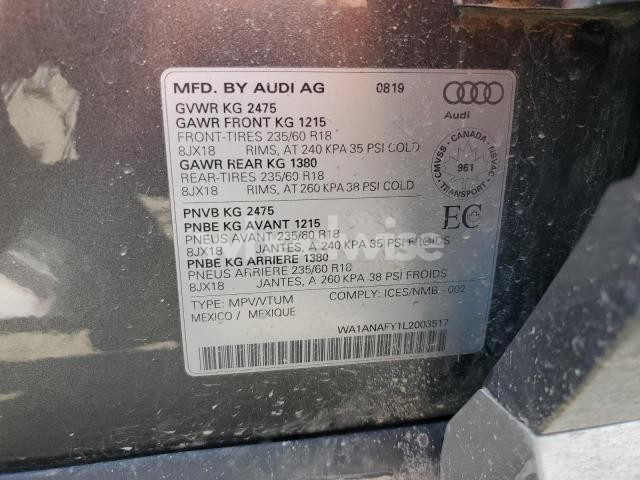 MFD. BY AUDI AG 0819
Audi
GVWR KG 2475
GAWR FRONT KG 1215
FRONT-TIRES 235/60 R18
8JX18 RIMS, AT 240 KPA 35 PSI COLD
GAWR REAR KG 1380
REAR-TIRES 235/60 R18
8JX18 RIMS, AT 260 KPA 38 PSI COLD
CMVSS - CANADA - NSVAC
961
TRANSPORT
PNVB KG 2475
PNBE KG AVANT 1215
PNEUS AVANT 235/60 R18
8JX18 JANTES, A 240 KPA 35 PSI FROIDS
PNBE KG ARRIERE 1380
PNEUS ARRIERE 235/60 R18
8JX18 JANTES, A 260 KPA 38 PSI FROIDS
EC
TYPE: MPV/VTUM COMPLY: ICES/NMB - 002
MEXICO / MEXIQUE
WA1ANAFY1L2003517